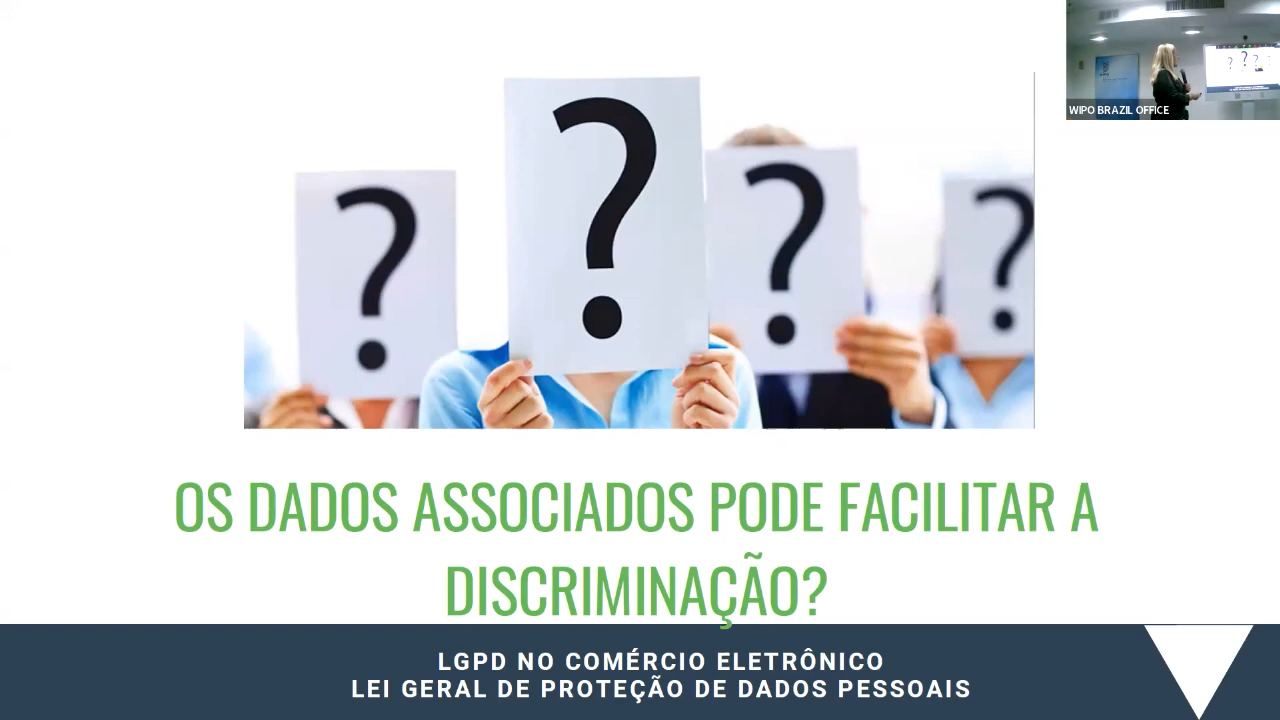 ?
?
?
?
WIPO BRAZIL OFFICE
OS DADOS ASSOCIADOS PODE FACILITAR A
DISCRIMINAÇÃO?
LGPD NO COMÉRCIO ELETRÔNICO
LEI GERAL DE PROTEÇÃO DE DADOS PESSOAIS